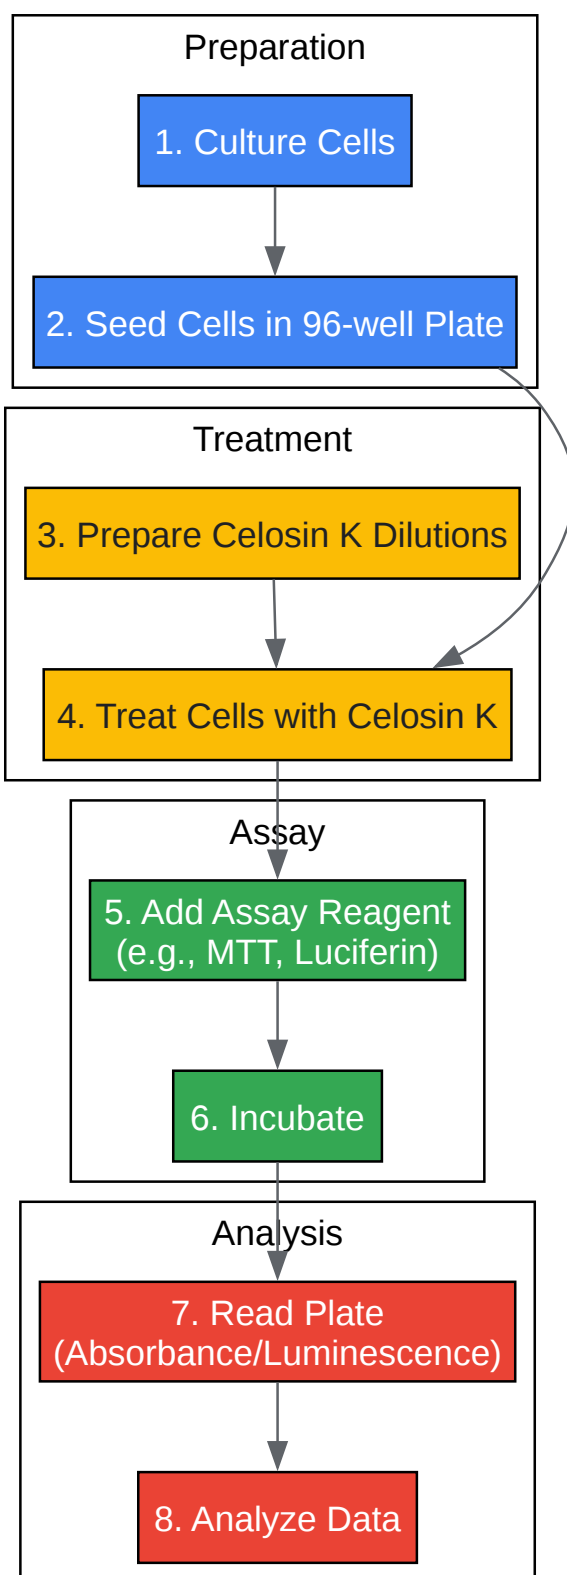 Preparation
1. Culture Cells
2. Seed Cells in 96-well Plate
Treatment
3. Prepare Celosin K Dilutions
4. Treat Cells with Celosin K
Assay
5. Add Assay Reagent
(e.g., MTT, Luciferin)
6. Incubate
Analysis
7. Read Plate
(Absorbance/Luminescence)
8. Analyze Data